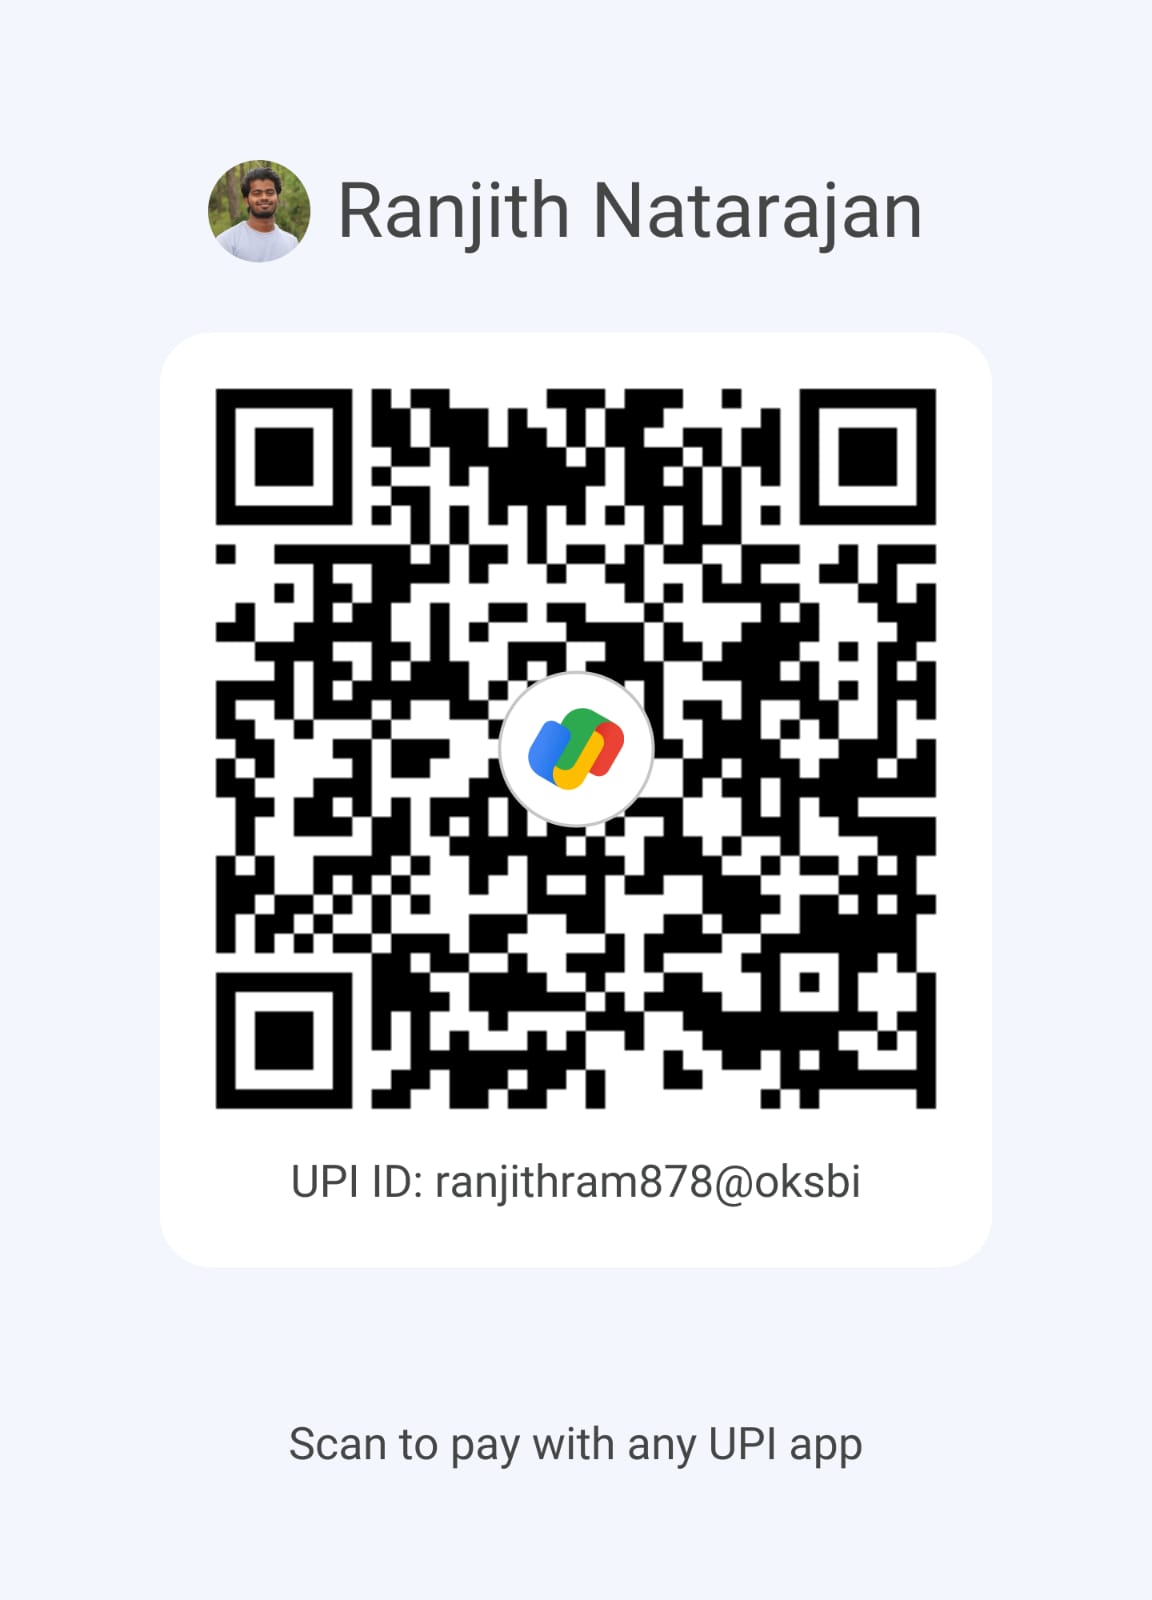 Ranjith Natarajan
UPI ID: ranjithram878@oksbi
Scan to pay with any UPI app